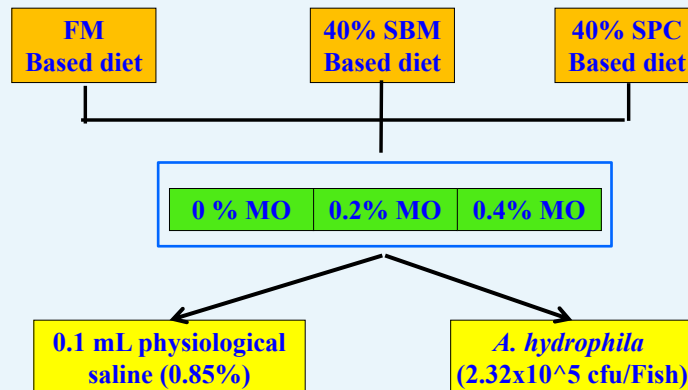 FM
Based diet
40% SBM
Based diet
40% SPC
Based diet
0 % MO
0.2% MO
0.4% MO
0.1 mL physiological
saline (0.85%)
A. hydrophila
(2.32x10^5 cfu/Fish)